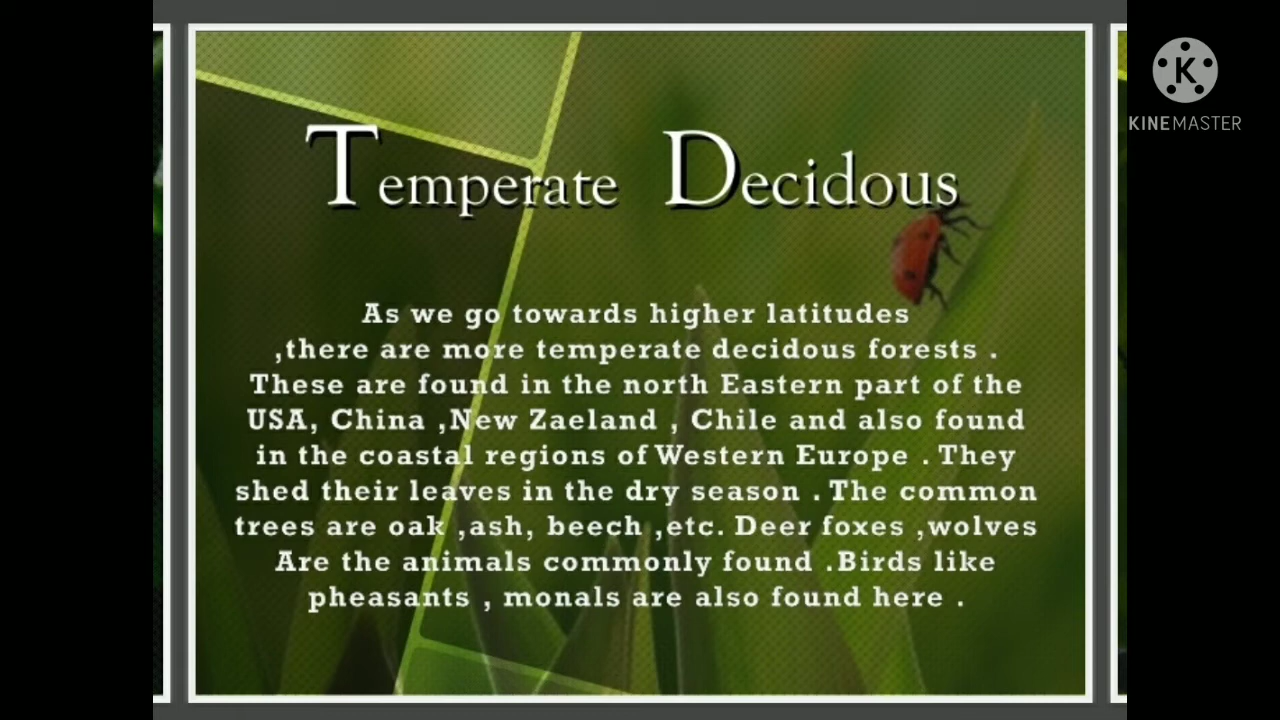 Temperate Decidous
As we go towards higher latitudes
,there are more temperate decidous forests .
These are found in the north Eastern part of the
USA, China ,New Zaeland , Chile and also found
in the coastal regions of Western Europe . They
shed their leaves in the dry season . The common
trees are oak ,ash, beech ,etc. Deer foxes ,wolves
Are the animals commonly found .Birds like
pheasants , monals are also found here .
K
KINEMASTER